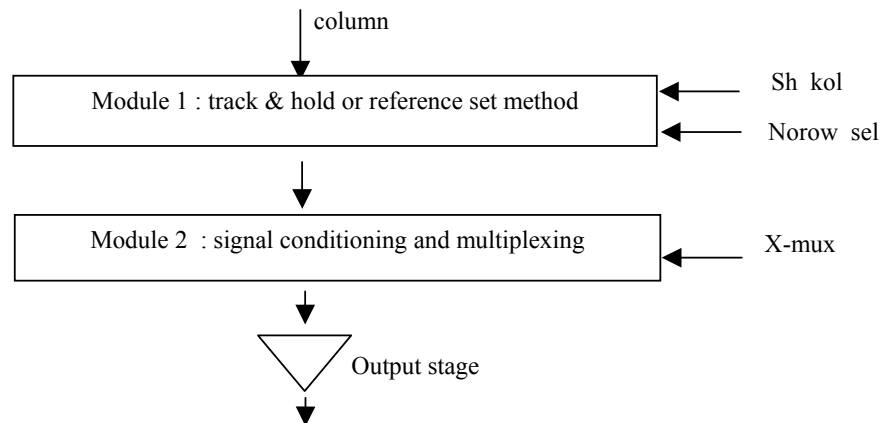 column
Module 1 : track & hold or reference set method
Sh kol
Norow sel
Module 2 : signal conditioning and multiplexing
X-mux
Output stage